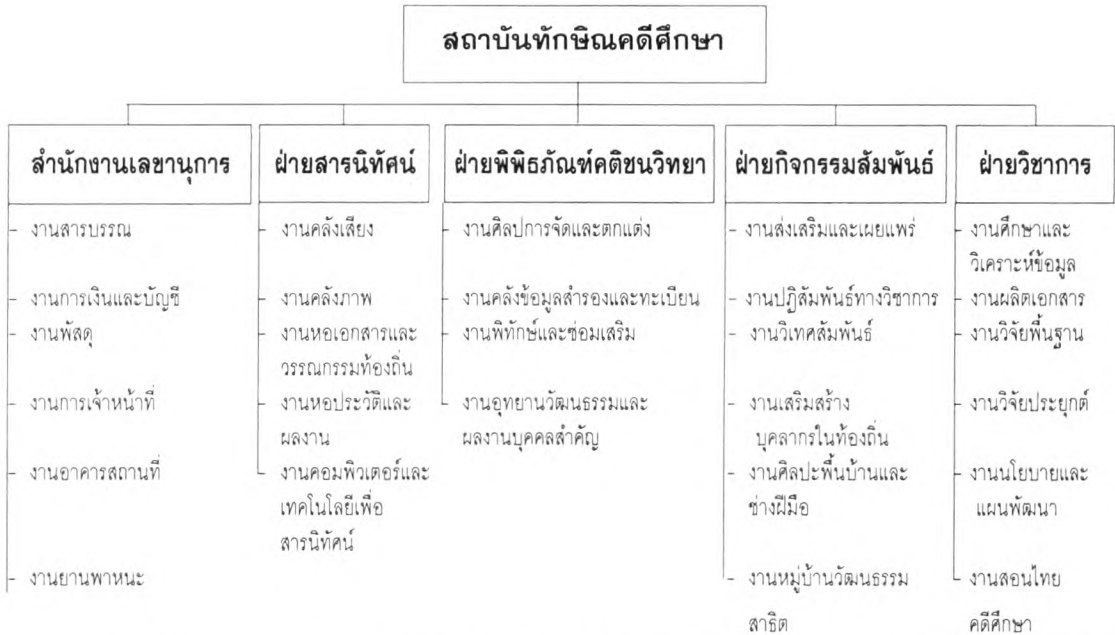 สถาบันทักษิณคดีศึกษา
สำนักงานเลขานุการ
- งานสารบรรณ
- งานการเงินและบัญชี
- งานพัสดุ
- งานการเจ้าหน้าที่
- งานอาคารสถานที่
- งานยานพาหนะ
ฝ่ายสารนิทัศน์
- งานคลังเสียง
- งานคลังภาพ
- งานหอเอกสารและ
วรรณกรรมท้องถิ่น
- งานหอประวัติและ
ผลงาน
- งานคอมพิวเตอร์และ
เทคโนโลยีเพื่อ
สารนิทัศน์
ฝ่ายพิพิธภัณฑ์คติชนวิทยา
- งานศิลปการจัดและตกแต่ง
- งานคลังข้อมูลสำรองและทะเบียน
- งานพิทักษ์และซ่อมเสริม
- งานอุทยานวัฒนธรรมและ
ผลงานบุคคลสำคัญ
ฝ่ายกิจกรรมสัมพันธ์
- งานส่งเสริมและเผยแพร่
- งานปฏิสัมพันธ์ทางวิชาการ
- งานวิเทศสัมพันธ์
- งานเสริมสร้าง
บุคลากรในท้องถิ่น
- งานศิลปะพื้นบ้านและ
ช่างฝีมือ
- งานหมู่บ้านวัฒนธรรม
สาธิต
ฝ่ายวิชาการ
- งานศึกษาและ
วิเคราะห์ข้อมูล
- งานผลิตเอกสาร
- งานวิจัยพื้นฐาน
- งานวิจัยประยุกต์
- งานนโยบายและ
แผนพัฒนา
- งานสอนไทย
คดีศึกษา